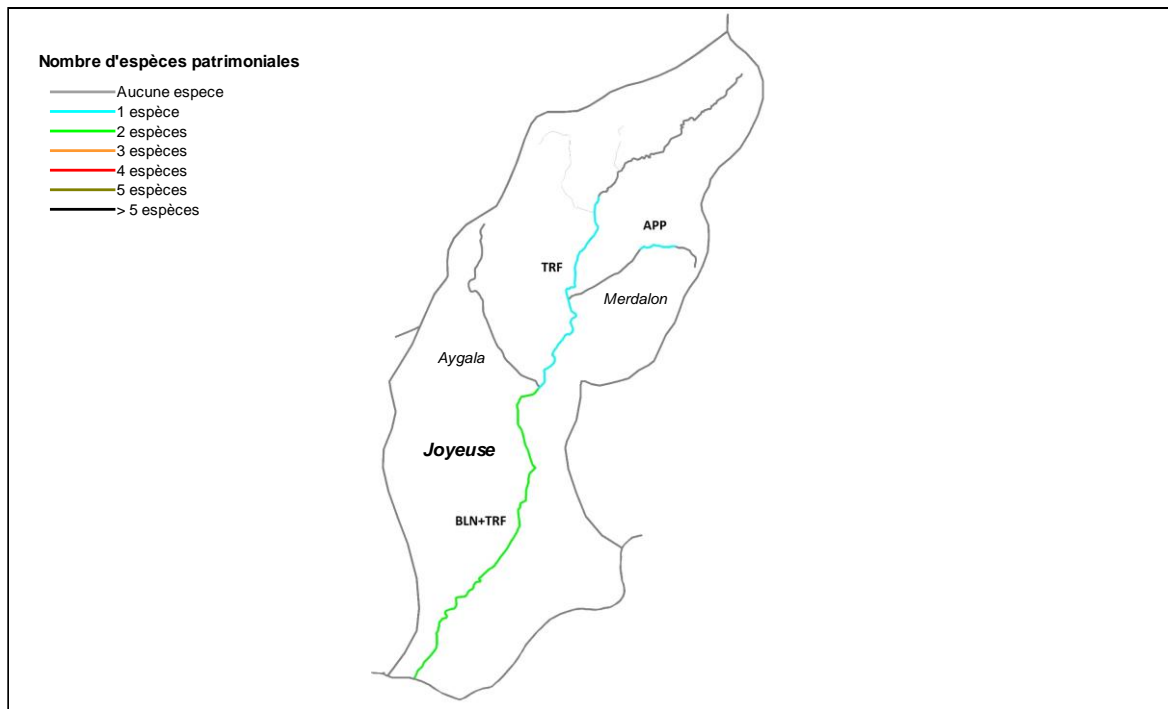 Nombre d'espèces patrimoniales
Aucune espece
1 espèce
2 espèces
3 espèces
4 espèces
5 espèces
> 5 espèces
APP
TRF
Merdalon
Aygala
Joyeuse
BLN+TRF